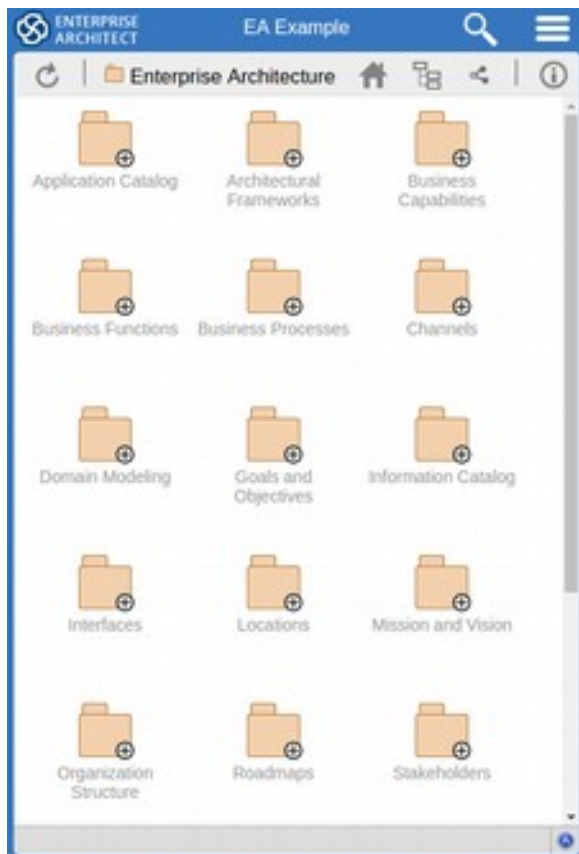 ENTERPRISE
ARCHITECT
EA Example
Enterprise Architecture
Application Catalog
Architectural
Frameworks
Business
Capabilities
Business Functions
Business Processes
Channels
Domain Modeling
Goals and
Objectives
Information Catalog
Interfaces
Locations
Mission and Vision
Organization
Structure
Roadmaps
Stakeholders